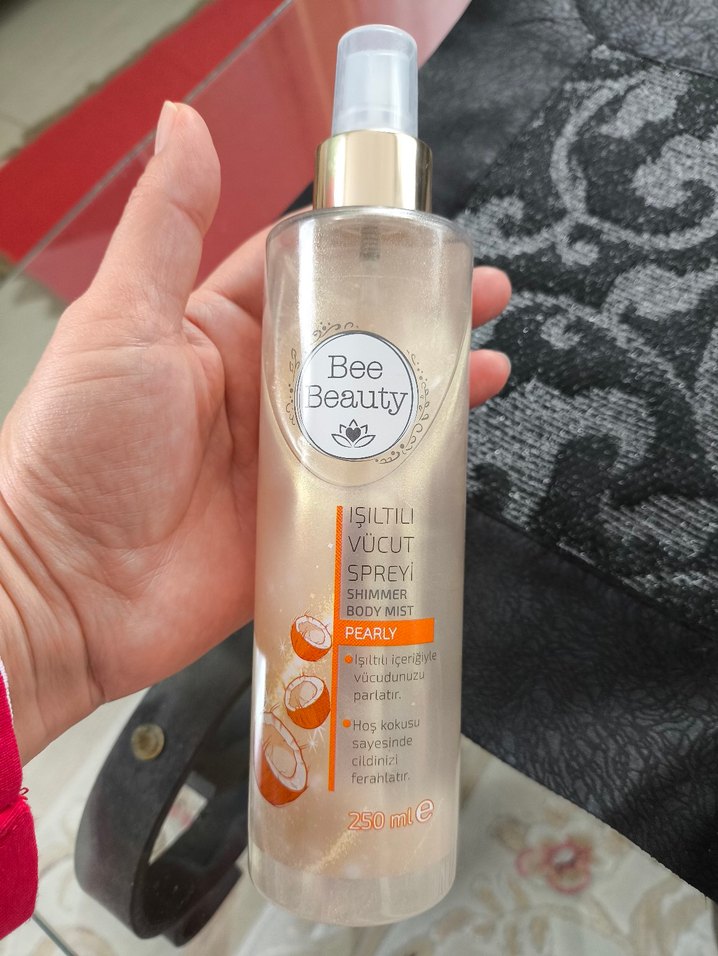 Bee
Beauty
IŞILTILI
VÜCUT
SPREYİ
SHIMMER
BODY MIST
PEARLY
Işıltılı içeriğiyle
vücudunuzu
parlatır.
Hoş kokusu
sayesinde
cildinizi
ferahlatır.
250 ml e